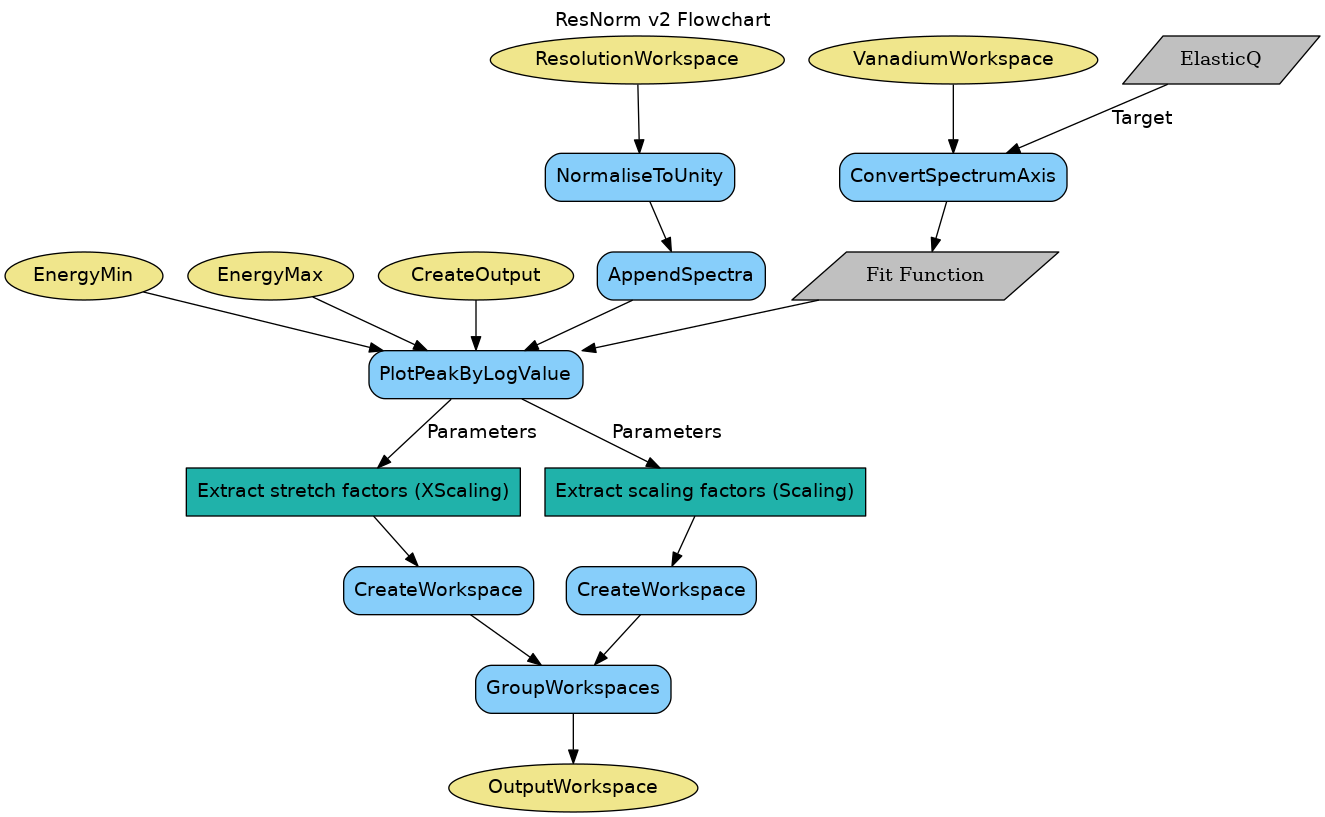 ResNorm v2 Flowchart
ResolutionWorkspace
VanadiumWorkspace
ElasticQ
Target
NormaliseToUnity
ConvertSpectrumAxis
EnergyMin
EnergyMax
CreateOutput
AppendSpectra
Fit Function
PlotPeakByLogValue
Parameters
Parameters
Extract stretch factors (XScaling)
Extract scaling factors (Scaling)
CreateWorkspace
CreateWorkspace
GroupWorkspaces
OutputWorkspace